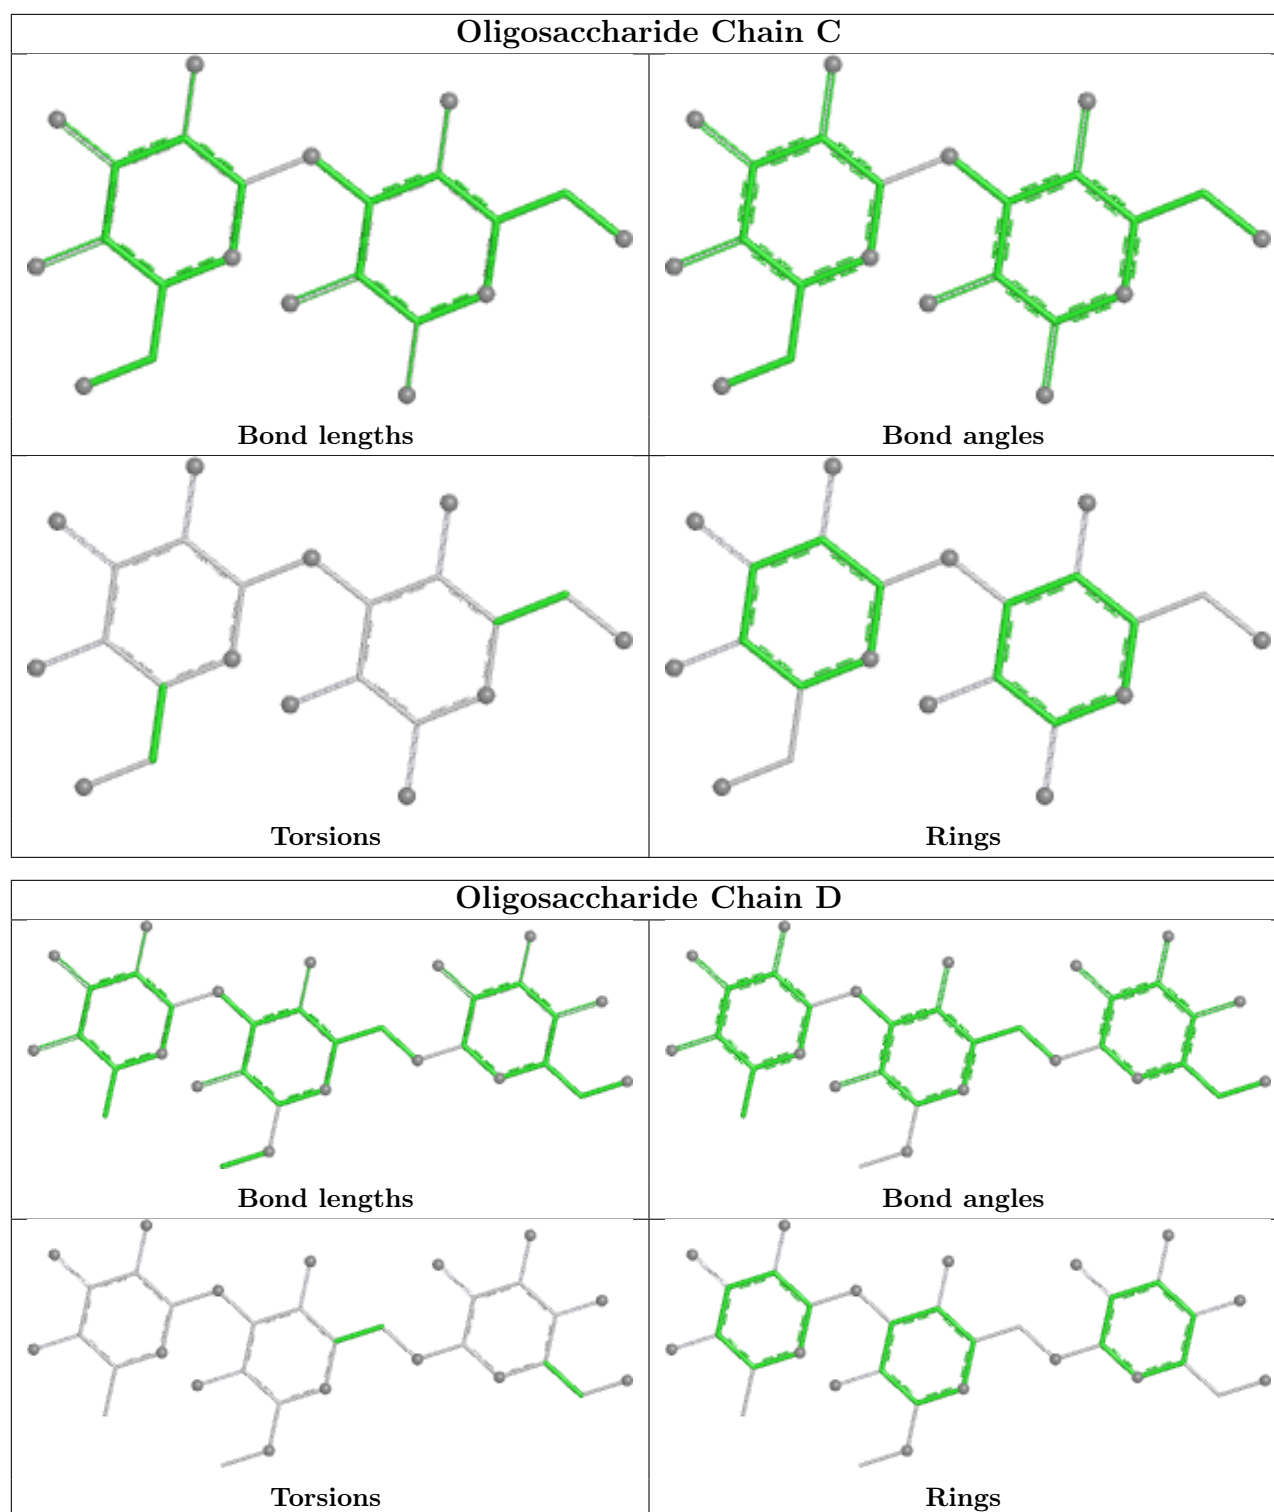 Oligosaccharide Chain C
Bond lengths
Bond angles
Torsions
Rings
Oligosaccharide Chain D
Bond lengths
Bond angles
Torsions
Rings